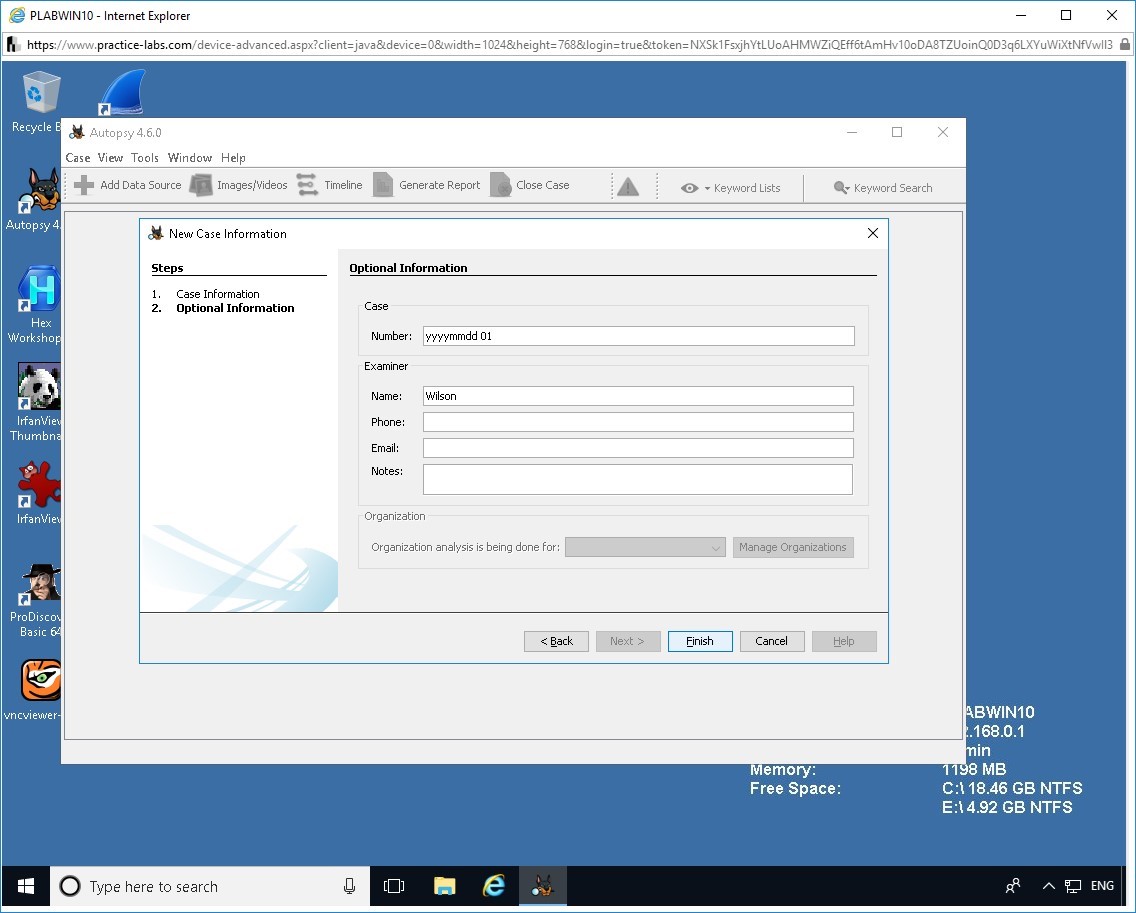 PLABWIN10 - Internet Explorer
https://www.practice-labs.com/device-advanced.aspx?client=java&device=0&width=1024&height=768&login=true&token=NXSk1FsxjhYtLUoAHMWZiQEff6tAmHv10oDA8TZUoinQ0D3q6LXYuWiXtNfVwIl3
Recycle B
Autopsy 4.6.0
Case View Tools Window Help
Add Data Source Images/Videos Timeline Generate Report Close Case Keyword Lists Keyword Search
Autopsy 4.
New Case Information
Steps
1. Case Information
2. Optional Information
Optional Information
Case
Number: yyyymmdd 01
Examiner
Name: Wilson
Phone:
Email:
Notes:
Organization
Organization analysis is being done for: Manage Organizations
< Back Next > Finish Cancel Help
Hex
Workshop
IrfanView
Thumbna
IrfanView
ProDiscov
Basic 64
vncviewer-
ABWIN10
.168.0.1
min
Memory: 1198 MB
Free Space: C:\ 18.46 GB NTFS
E:\ 4.92 GB NTFS
Type here to search
ENG